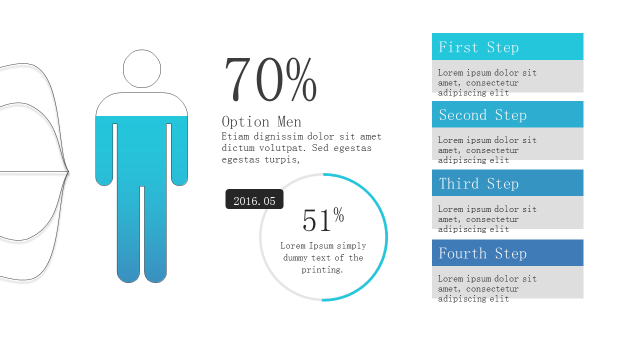 70%
Option Men
Etiam dignissim dolor sit amet
dictum volutpat. Sed egestas
egestas turpis,
2016.05
51%
Lorem Ipsum simply
dummy text of the
printing.
First Step
Lorem ipsum dolor sit
amet, consectetur
adipiscing elit
Second Step
Lorem ipsum dolor sit
amet, consectetur
adipiscing elit
Third Step
Lorem ipsum dolor sit
amet, consectetur
adipiscing elit
Fourth Step
Lorem ipsum dolor sit
amet, consectetur
adipiscing elit